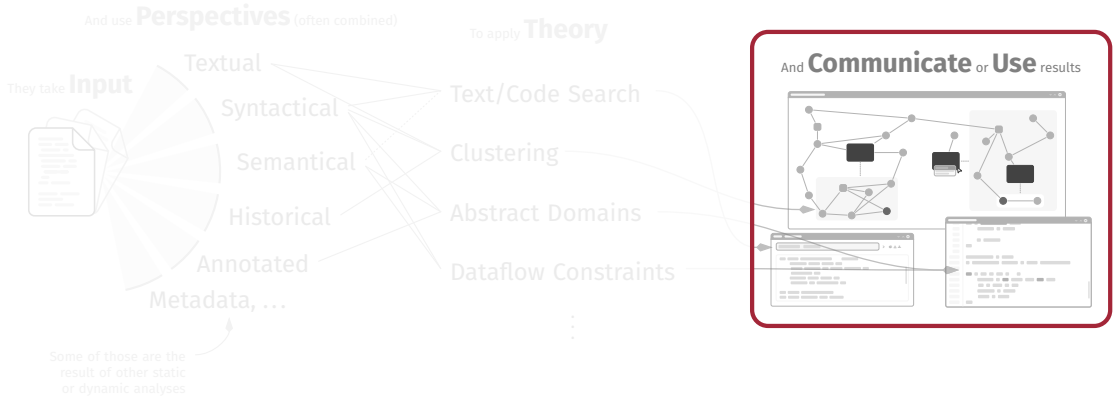 And use Perspectives (often combined)
To apply Theory
They take Input
And Communicate or Use results
Textual
Syntactical
Semantical
Historical
Annotated
Metadata, …
Text/Code Search
Clustering
Abstract Domains
Dataflow Constraints
Some of those are the
result of other static
or dynamic analyses